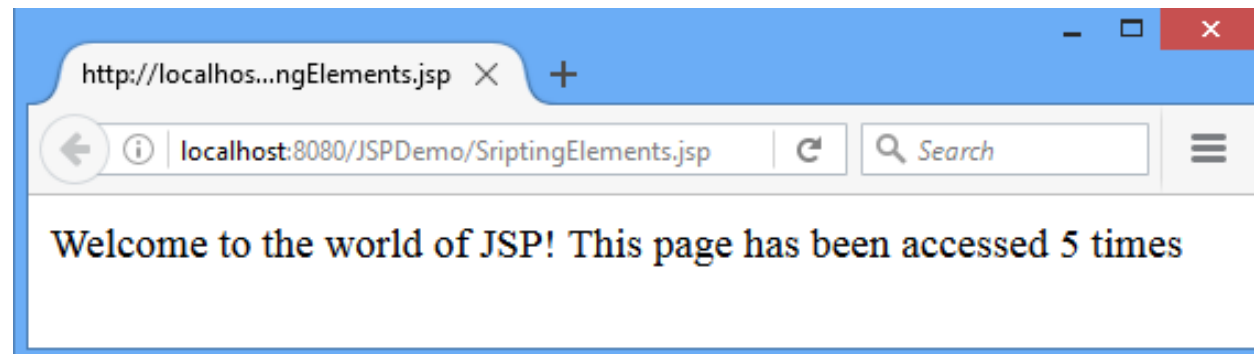 http://localhos...ngElements.jsp
localhost:8080/JSPDemo/SriptingElements.jsp
Search
Welcome to the world of JSP! This page has been accessed 5 times